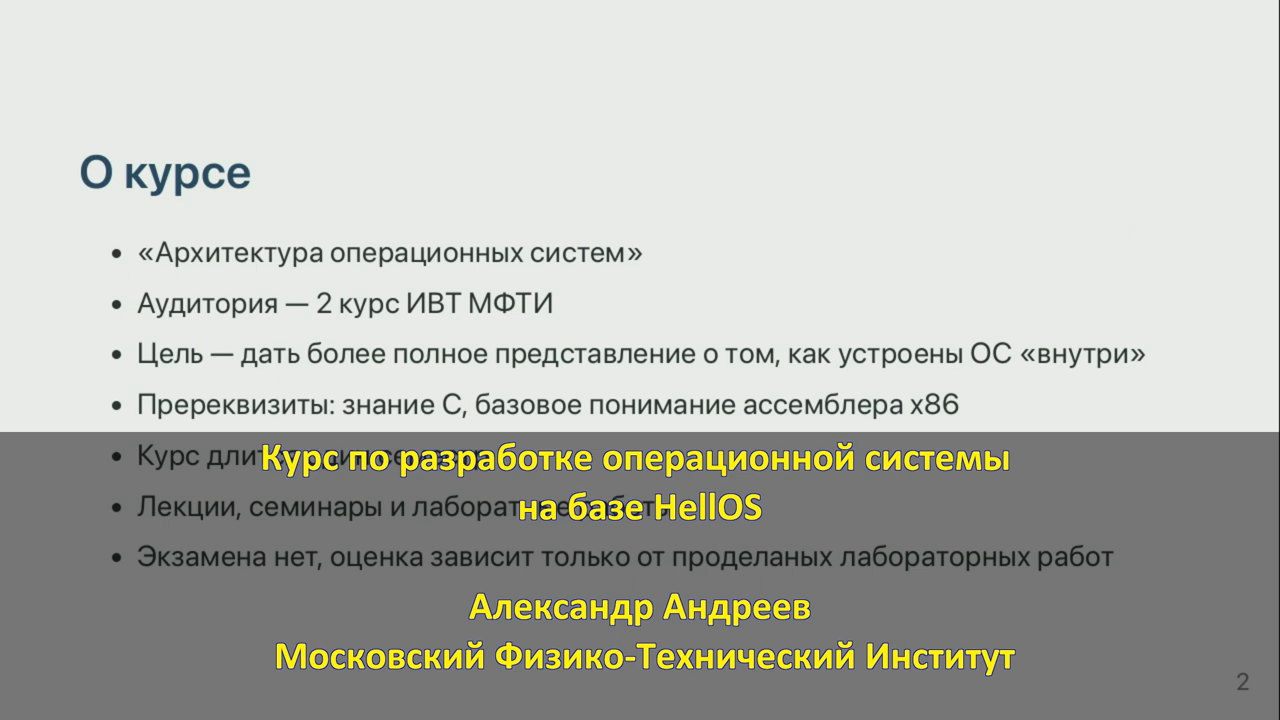 О курсе
• «Архитектура операционных систем»
• Аудитория — 2 курс ИВТ МФТИ
• Цель — дать более полное представление о том, как устроены ОС «внутри»
• Пререквизиты: знание C, базовое понимание ассемблера x86
• Курс
Курс по разработке операционной системы
• Лекции, семинары и
на базе HellOS
• Экзамена нет, оценка зависит только от проделаных лабораторных работ
Александр Андреев
Московский Физико-Технический Институт
2